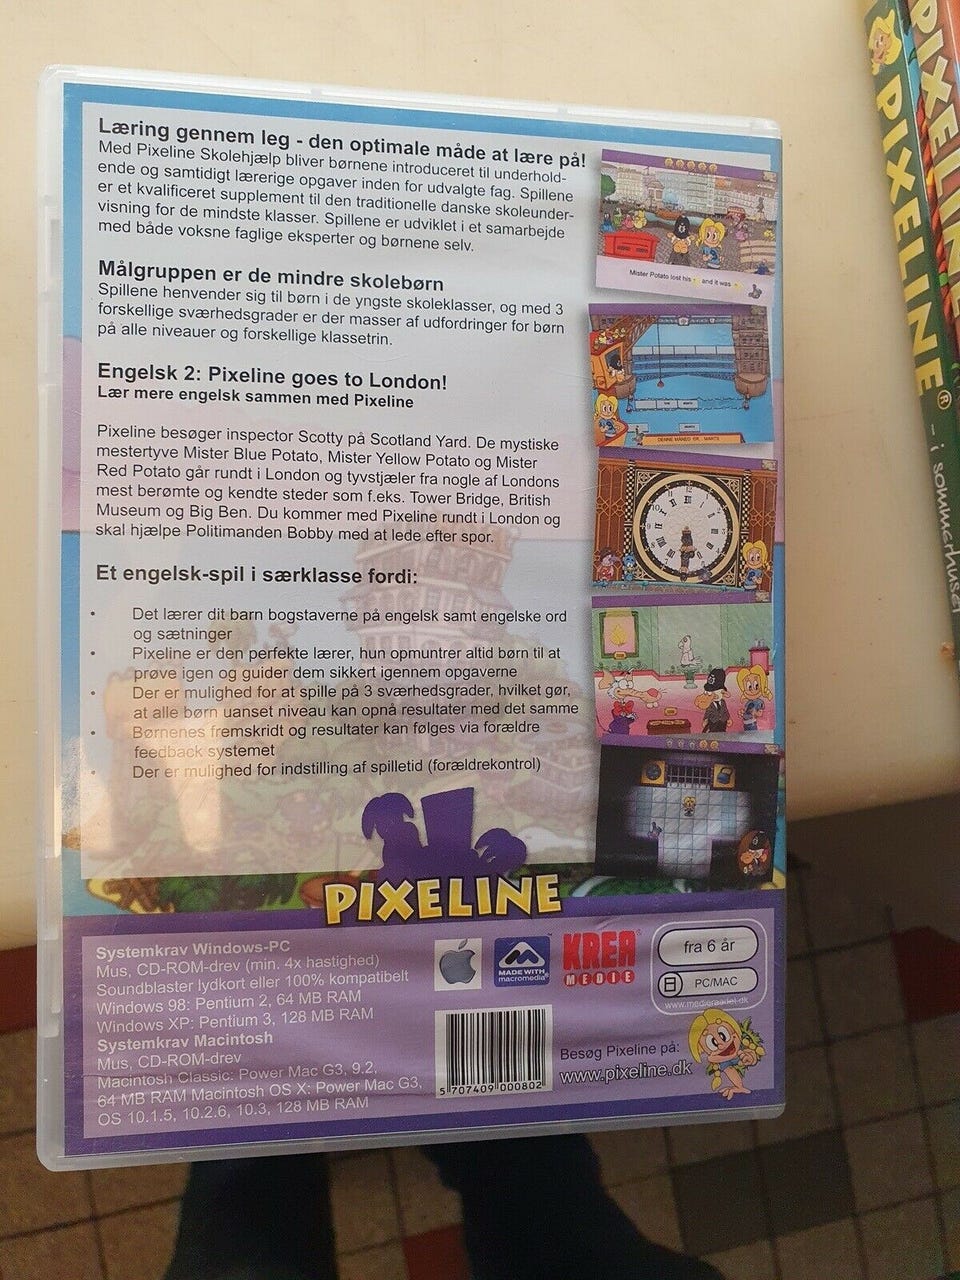 Læring gennem leg - den optimale måde at lære på!
Med Pixeline Skolehjælp bliver børnene introduceret til underhold-
ende og samtidigt lærerige opgaver inden for udvalgte fag. Spillene
er et kvalificeret supplement til den traditionelle danske skoleunder-
visning for de mindste klasser. Spillene er udviklet i et samarbejde
med både voksne faglige eksperter og børnene selv.
Målgruppen er de mindre skolebørn
Spillene henvender sig til børn i de yngste skoleklasser, og med 3
forskellige sværhedsgrader er der masser af udfordringer for børn
på alle niveauer og forskellige klassetrin.
Engelsk 2: Pixeline goes to London!
Lær mere engelsk sammen med Pixeline
Pixeline besøger inspector Scotty på Scotland Yard. De mystiske
mestertyve Mister Blue Potato, Mister Yellow Potato og Mister
Red Potato går rundt i London og tyvstjæler fra nogle af Londons
mest berømte og kendte steder som f.eks. Tower Bridge, British
Museum og Big Ben. Du kommer med Pixeline rundt i London og
skal hjælpe Politimanden Bobby med at lede efter spor.
Et engelsk-spil i særklasse fordi:
• Det lærer dit barn bogstaverne på engelsk samt engelske ord
og sætninger
• Pixeline er den perfekte lærer, hun opmuntrer altid børn til at
prøve igen og guider dem sikkert igennem opgaverne
• Der er mulighed for at spille på 3 sværhedsgrader, hvilket gør,
at alle børn uanset niveau kan opnå resultater med det samme
• Børnenes fremskridt og resultater kan følges via forældre
feedback systemet
• Der er mulighed for indstilling af spilletid (forældrekontrol)
Mister Potato lost his and it was
DENNE MÅNED ER : MARTS
PIXELINE
Systemkrav Windows-PC
Mus, CD-ROM-drev (min. 4x hastighed)
Soundblaster lydkort eller 100% kompatibelt
Windows 98: Pentium 2, 64 MB RAM
Windows XP: Pentium 3, 128 MB RAM
Systemkrav Macintosh
Mus, CD-ROM-drev
Macintosh Classic: Power Mac G3, 9.2,
64 MB RAM Macintosh OS X: Power Mac G3,
OS 10.1.5, 10.2.6, 10.3, 128 MB RAM
MADE WITH
macromedia®
KREA®
MEDIE
fra 6 år
PC/MAC
www.medieraadet.dk
5 707409 000802
Besøg Pixeline på:
www.pixeline.dk
PIXELINE® - i sommerhuset
PIXELINE